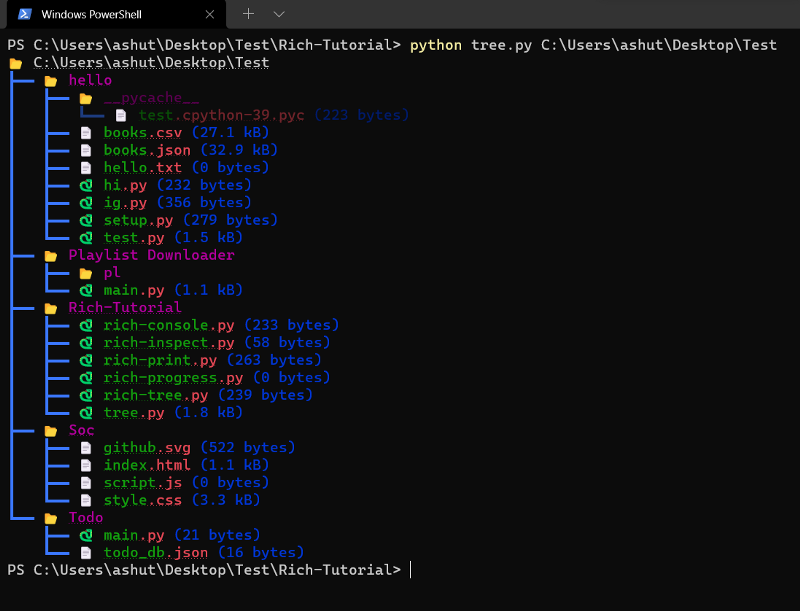 Windows PowerShell
PS C:\Users\ashut\Desktop\Test\Rich-Tutorial> python tree.py C:\Users\ashut\Desktop\Test
C:\Users\ashut\Desktop\Test
hello
__pycache__
test.cpython-39.pyc (223 bytes)
books.csv (27.1 kB)
books.json (32.9 kB)
hello.txt (0 bytes)
hi.py (232 bytes)
ig.py (356 bytes)
setup.py (279 bytes)
test.py (1.5 kB)
Playlist Downloader
pl
main.py (1.1 kB)
Rich-Tutorial
rich-console.py (233 bytes)
rich-inspect.py (58 bytes)
rich-print.py (263 bytes)
rich-progress.py (0 bytes)
rich-tree.py (239 bytes)
tree.py (1.8 kB)
Soc
github.svg (522 bytes)
index.html (1.1 kB)
script.js (0 bytes)
style.css (3.3 kB)
Todo
main.py (21 bytes)
todo_db.json (16 bytes)
PS C:\Users\ashut\Desktop\Test\Rich-Tutorial>